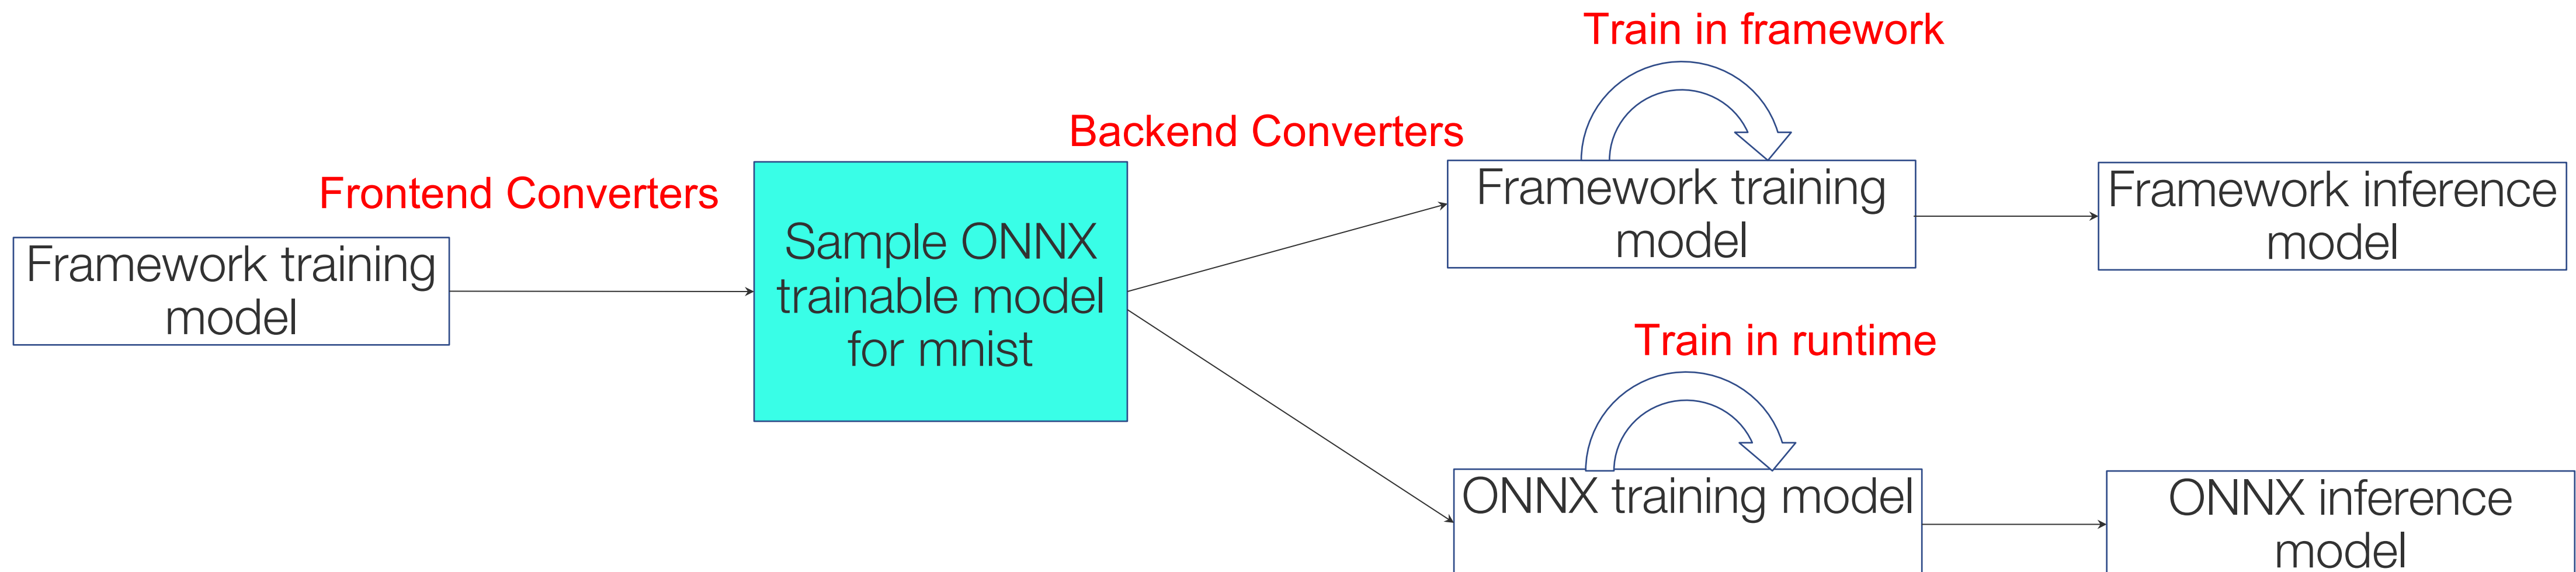 Train in framework
Backend Converters
Frontend Converters
Framework training
model
Sample ONNX
trainable model
for mnist
Framework training
model
Framework inference
model
Train in runtime
ONNX training model
ONNX inference
model